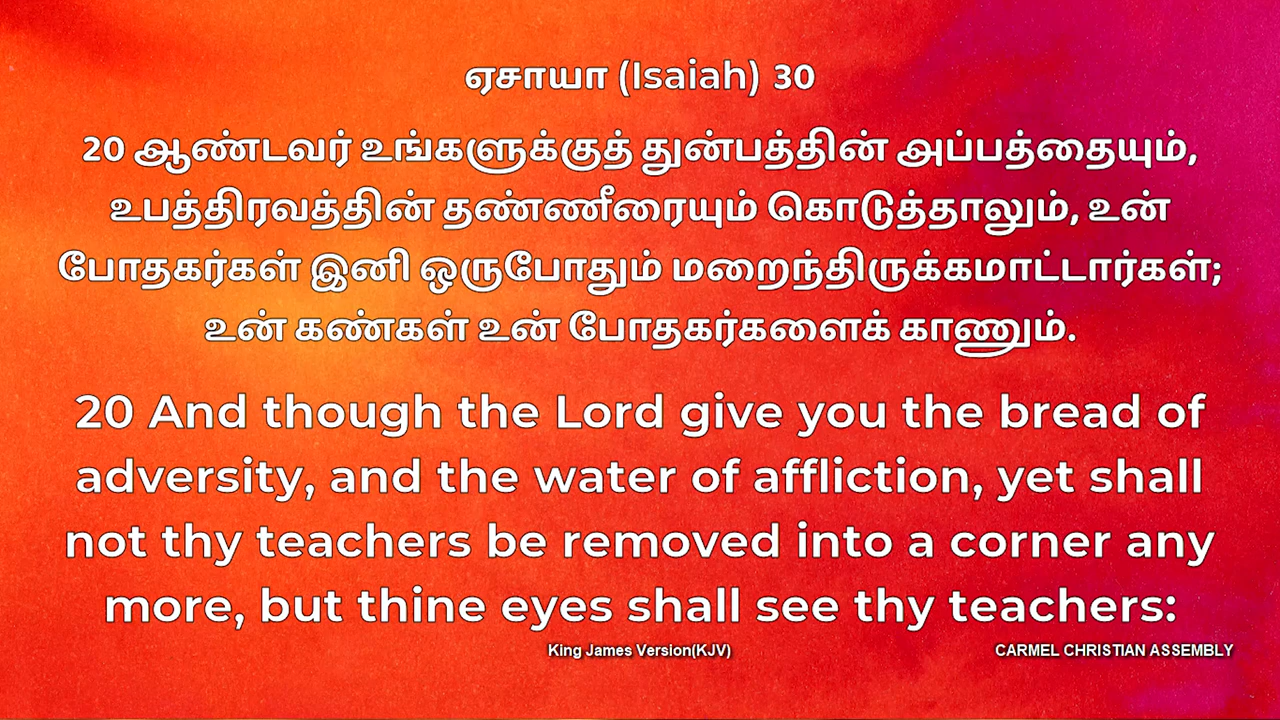 ஏசாயா (Isaiah) 30
20 ஆண்டவர் உங்களுக்குத் துன்பத்தின் அப்பத்தையும்,
உபத்திரவத்தின் தண்ணீரையும் கொடுத்தாலும், உன்
போதகர்கள் இனி ஒருபோதும் மறைந்திருக்கமாட்டார்கள்;
உன் கண்கள் உன் போதகர்களைக் காணும்.
20 And though the Lord give you the bread of
adversity, and the water of affliction, yet shall
not thy teachers be removed into a corner any
more, but thine eyes shall see thy teachers:
King James Version(KJV)
CARMEL CHRISTIAN ASSEMBLY